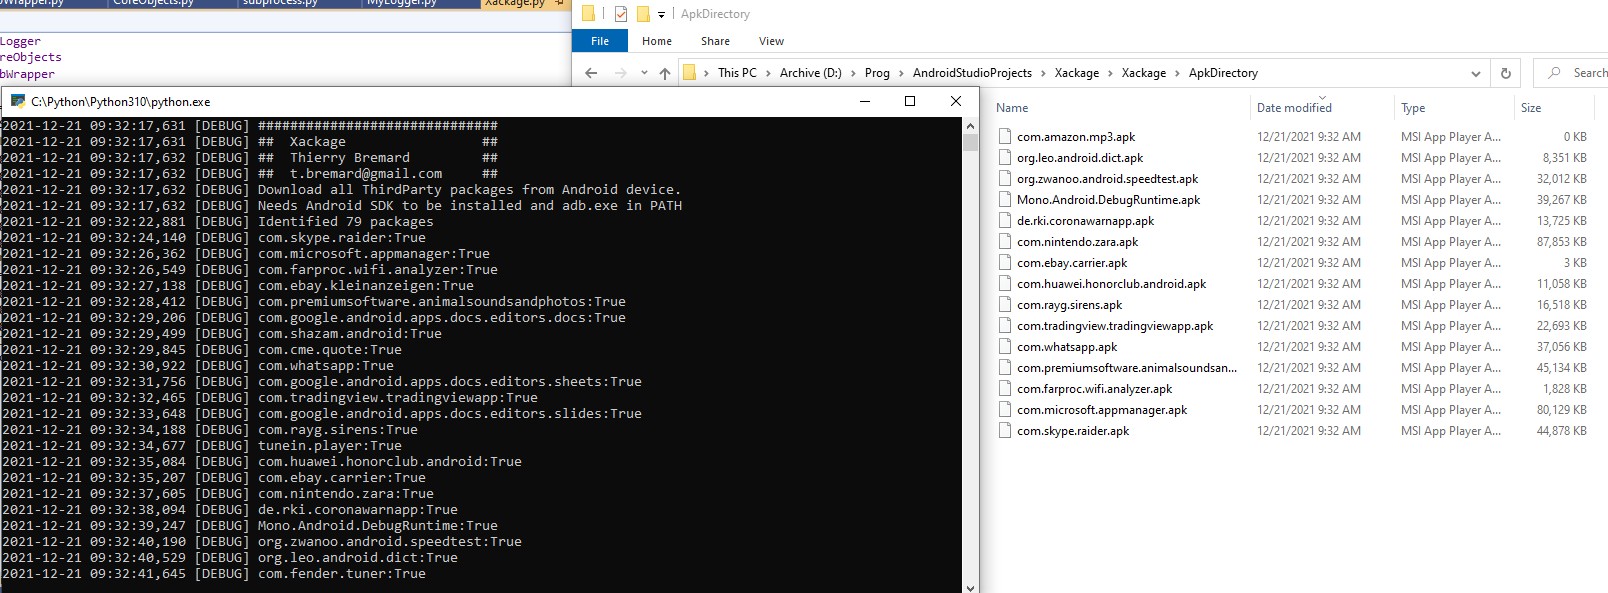 Wrapper.py CoreObjects.py subprocess.py MyLogger.py Xackage.py
Logger
reObjects
bWrapper
ApkDirectory
File Home Share View
This PC > Archive (D:) > Prog > AndroidStudioProjects > Xackage > Xackage > ApkDirectory
Search
C:\Python\Python310\python.exe
2021-12-21 09:32:17,631 [DEBUG] ##############################
2021-12-21 09:32:17,631 [DEBUG] ## Xackage ##
2021-12-21 09:32:17,632 [DEBUG] ## Thierry Bremard ##
2021-12-21 09:32:17,632 [DEBUG] ## t.bremard@gmail.com ##
2021-12-21 09:32:17,632 [DEBUG] Download all ThirdParty packages from Android device.
2021-12-21 09:32:17,632 [DEBUG] Needs Android SDK to be installed and adb.exe in PATH
2021-12-21 09:32:22,881 [DEBUG] Identified 79 packages
2021-12-21 09:32:24,140 [DEBUG] com.skype.raider:True
2021-12-21 09:32:26,362 [DEBUG] com.microsoft.appmanager:True
2021-12-21 09:32:26,549 [DEBUG] com.farproc.wifi.analyzer:True
2021-12-21 09:32:27,138 [DEBUG] com.ebay.kleinanzeigen:True
2021-12-21 09:32:28,412 [DEBUG] com.premiumsoftware.animalsoundsandphotos:True
2021-12-21 09:32:29,206 [DEBUG] com.google.android.apps.docs.editors.docs:True
2021-12-21 09:32:29,499 [DEBUG] com.shazam.android:True
2021-12-21 09:32:29,845 [DEBUG] com.cme.quote:True
2021-12-21 09:32:30,922 [DEBUG] com.whatsapp:True
2021-12-21 09:32:31,756 [DEBUG] com.google.android.apps.docs.editors.sheets:True
2021-12-21 09:32:32,465 [DEBUG] com.tradingview.tradingviewapp:True
2021-12-21 09:32:33,648 [DEBUG] com.google.android.apps.docs.editors.slides:True
2021-12-21 09:32:34,188 [DEBUG] com.rayg.sirens:True
2021-12-21 09:32:34,677 [DEBUG] tunein.player:True
2021-12-21 09:32:35,084 [DEBUG] com.huawei.honorclub.android:True
2021-12-21 09:32:35,207 [DEBUG] com.ebay.carrier:True
2021-12-21 09:32:37,605 [DEBUG] com.nintendo.zara:True
2021-12-21 09:32:38,094 [DEBUG] de.rki.coronawarnapp:True
2021-12-21 09:32:39,247 [DEBUG] Mono.Android.DebugRuntime:True
2021-12-21 09:32:40,190 [DEBUG] org.zwanoo.android.speedtest:True
2021-12-21 09:32:40,529 [DEBUG] org.leo.android.dict:True
2021-12-21 09:32:41,645 [DEBUG] com.fender.tuner:True
Name Date modified Type Size
com.amazon.mp3.apk 12/21/2021 9:32 AM MSI App Player A... 0 KB
org.leo.android.dict.apk 12/21/2021 9:32 AM MSI App Player A... 8,351 KB
org.zwanoo.android.speedtest.apk 12/21/2021 9:32 AM MSI App Player A... 32,012 KB
Mono.Android.DebugRuntime.apk 12/21/2021 9:32 AM MSI App Player A... 39,267 KB
de.rki.coronawarnapp.apk 12/21/2021 9:32 AM MSI App Player A... 13,725 KB
com.nintendo.zara.apk 12/21/2021 9:32 AM MSI App Player A... 87,853 KB
com.ebay.carrier.apk 12/21/2021 9:32 AM MSI App Player A... 3 KB
com.huawei.honorclub.android.apk 12/21/2021 9:32 AM MSI App Player A... 11,058 KB
com.rayg.sirens.apk 12/21/2021 9:32 AM MSI App Player A... 16,518 KB
com.tradingview.tradingviewapp.apk 12/21/2021 9:32 AM MSI App Player A... 22,693 KB
com.whatsapp.apk 12/21/2021 9:32 AM MSI App Player A... 37,056 KB
com.premiumsoftware.animalsoundsan... 12/21/2021 9:32 AM MSI App Player A... 45,134 KB
com.farproc.wifi.analyzer.apk 12/21/2021 9:32 AM MSI App Player A... 1,828 KB
com.microsoft.appmanager.apk 12/21/2021 9:32 AM MSI App Player A... 80,129 KB
com.skype.raider.apk 12/21/2021 9:32 AM MSI App Player A... 44,878 KB